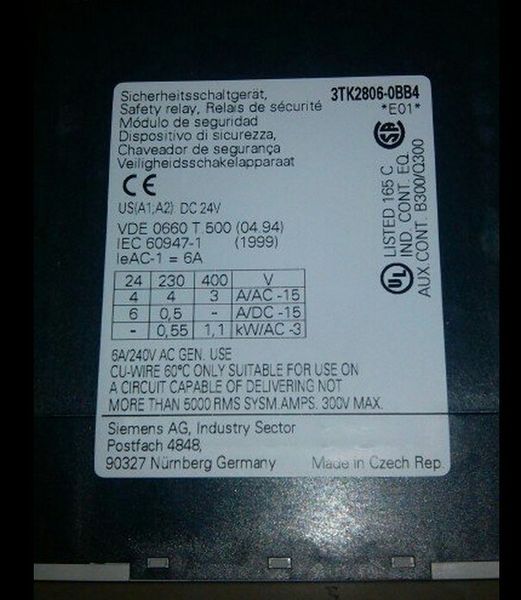 Sicherheitsschaltgerät, 3TK2806-0BB4
Safety relay, Relais de sécurité *E01*
Módulo de seguridad
Dispositivo di sicurezza,
Chaveador de segurança
Veiligheidsschakelapparaat
CE
US(A1;A2) DC 24V
VDE 0660 T 500 (04.94)
IEC 60947-1 (1999)
IeAC-1 = 6A
24 230 400 V
4 4 3 A/AC -15
6 0,5 - A/DC -15
- 0,55 1,1 kW/AC -3
6A/240V AC GEN. USE
CU-WIRE 60°C ONLY SUITABLE FOR USE ON
A CIRCUIT CAPABLE OF DELIVERING NOT
MORE THAN 5000 RMS SYSM.AMPS. 300V MAX.
Siemens AG, Industry Sector
Postfach 4848,
90327 Nürnberg Germany Made in Czech Rep.
SA
UL LISTED 165 C
IND. CONT. EQ.
AUX.CONT. B300/Q300